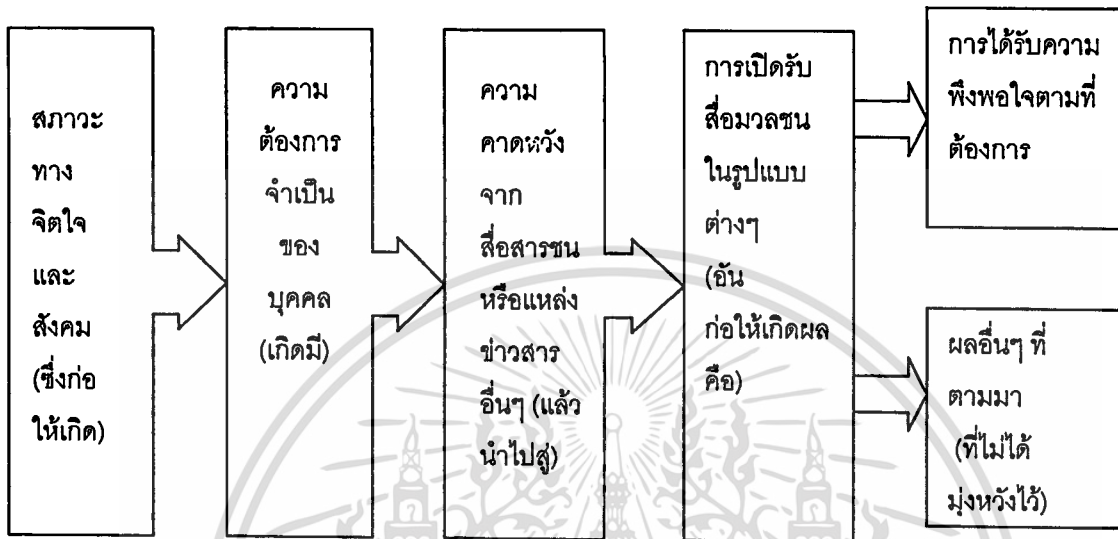 สภาวะ
ทาง
จิตใจ
และ
สังคม
(ซึ่งก่อ
ให้เกิด)
ความ
ต้องการ
จำเป็น
ของ
บุคคล
(เกิดมี)
ความ
คาดหวัง
จาก
สื่อสารชน
หรือแหล่ง
ข่าวสาร
อื่นๆ (แล้ว
นำไปสู่)
การเปิดรับ
สื่อมวลชน
ในรูปแบบ
ต่างๆ
(อัน
ก่อให้เกิดผล
คือ)
การได้รับความ
พึงพอใจตามที่
ต้องการ
ผลอื่นๆ ที่
ตามมา
(ที่ไม่ได้
มุ่งหวังไว้)